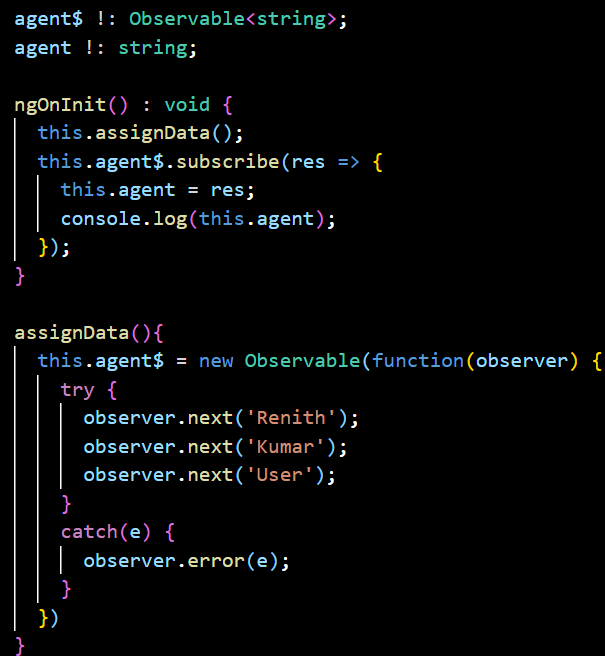 agent$ !: Observable<string>;
agent !: string;
ngOnInit() : void {
this.assignData();
this.agent$.subscribe(res => {
this.agent = res;
console.log(this.agent);
});
}
assignData(){
this.agent$ = new Observable(function(observer) {
try {
observer.next('Renith');
observer.next('Kumar');
observer.next('User');
}
catch(e) {
observer.error(e);
}
})
}